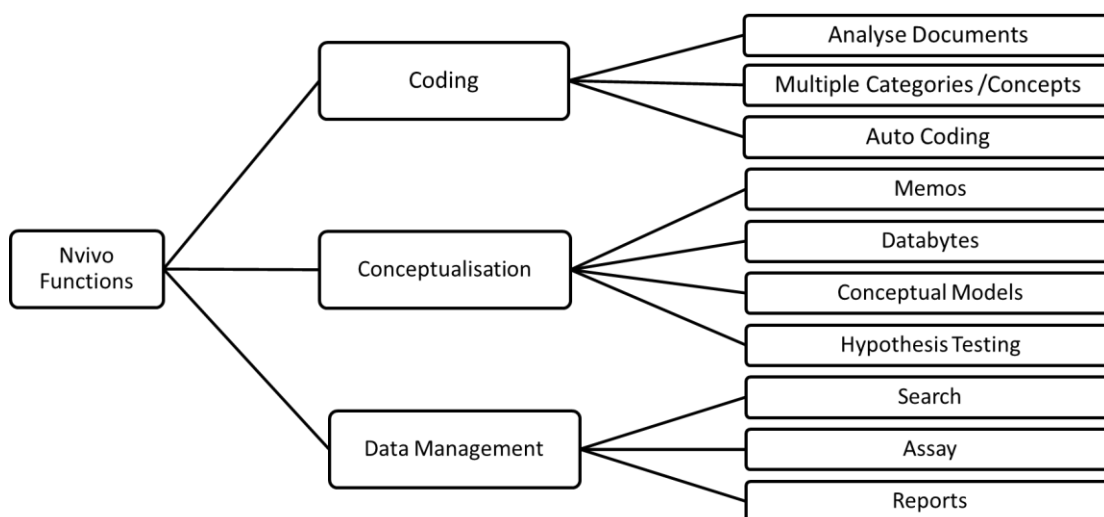 Nvivo
Functions
Coding
Analyse Documents
Multiple Categories /Concepts
Auto Coding
Conceptualisation
Memos
Databytes
Conceptual Models
Hypothesis Testing
Data Management
Search
Assay
Reports